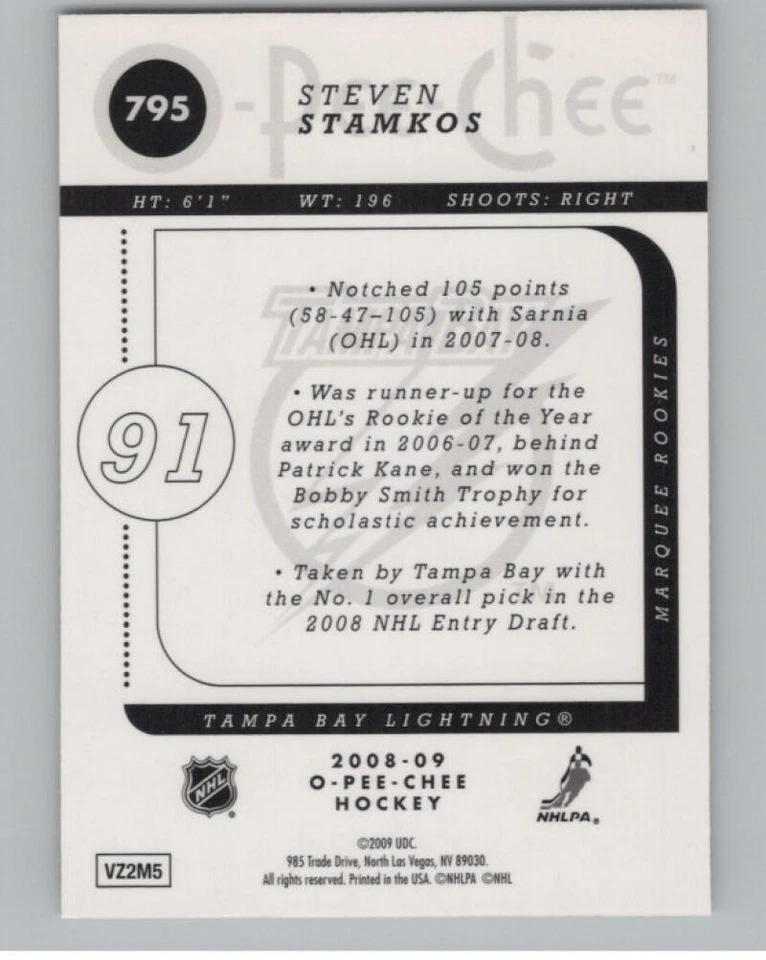 O-Pee-Chee™
795
STEVEN
STAMKOS
HT: 6'1" WT: 196 SHOOTS: RIGHT
TAMPA BAY
• Notched 105 points
(58-47–105) with Sarnia
(OHL) in 2007-08.
• Was runner-up for the
OHL's Rookie of the Year
award in 2006-07, behind
Patrick Kane, and won the
Bobby Smith Trophy for
scholastic achievement.
• Taken by Tampa Bay with
the No. 1 overall pick in the
2008 NHL Entry Draft.
91
MARQUEE ROOKIES
TAMPA BAY LIGHTNING®
NHL®
2008-09
O-PEE-CHEE
HOCKEY
NHLPA®
©2009 UDC.
985 Trade Drive, North Las Vegas, NV 89030.
All rights reserved. Printed in the USA. ©NHLPA ©NHL
VZ2M5